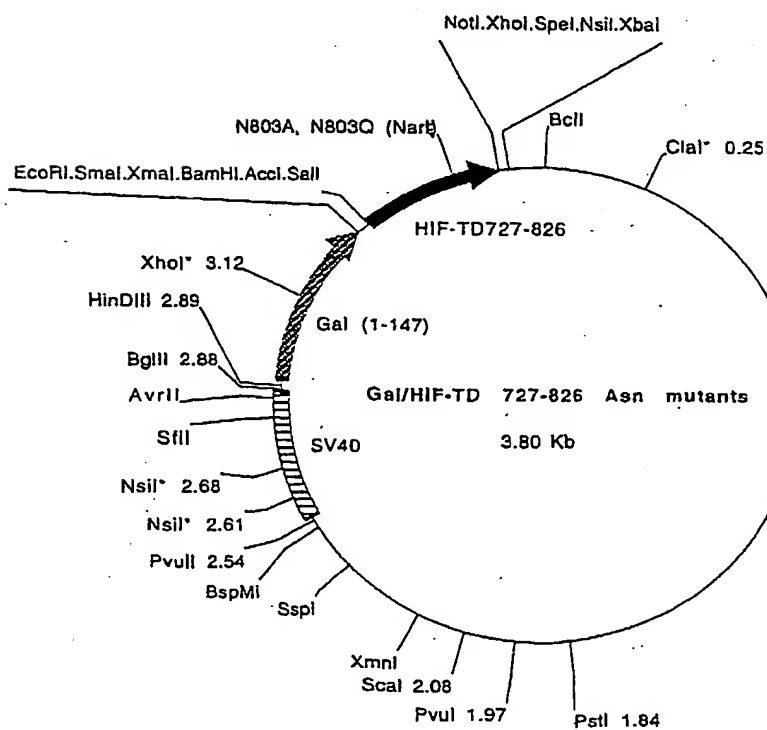 NotI.XhoI.SpeI.NsiI.XbaI
N803A, N803Q (NarI)
BclI
ClaI* 0.25
EcoRI.SmaI.XmaI.BamHI.AccI.SalI
HIF-TD727-826
XhoI* 3.12
HinDIII 2.89
Gal (1-147)
BglII 2.88
AvrII
Gal/HIF-TD 727-826 Asn mutants
SfiI
SV40
3.80 Kb
NsiI* 2.68
NsiI* 2.61
PvuII 2.54
BspMI
SspI
XmnI
ScaI 2.08
PvuI 1.97
PstI 1.84